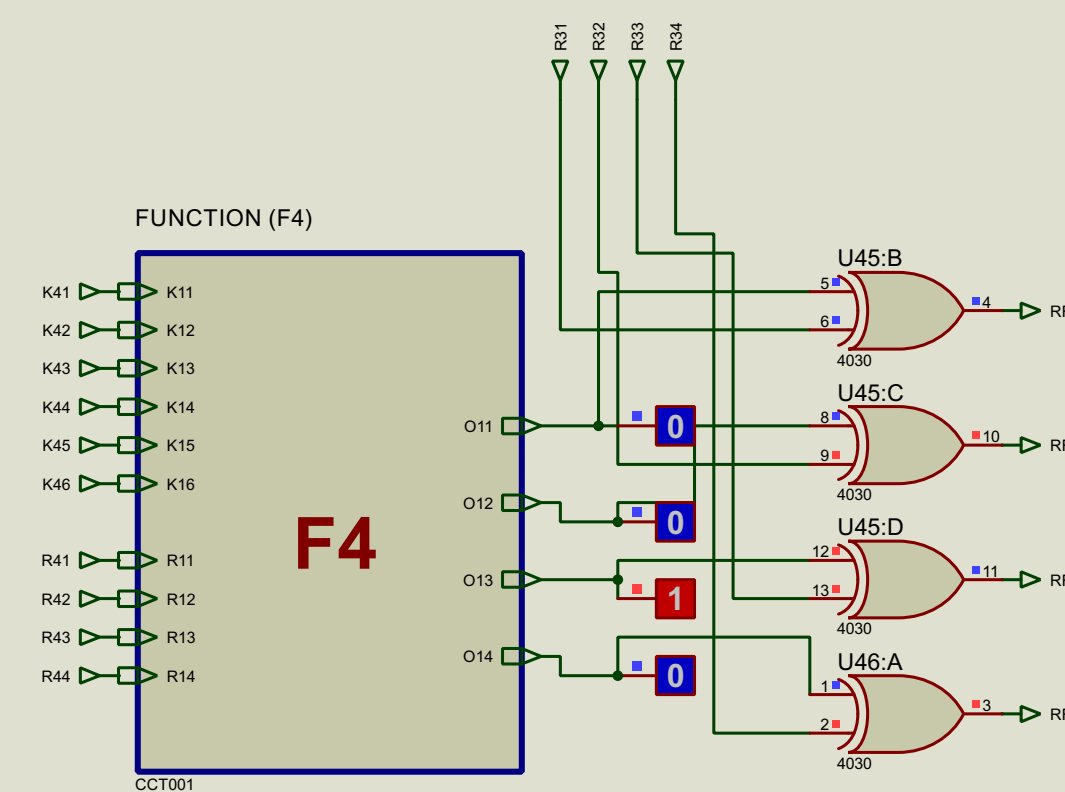 R31
R32
R33
R34
FUNCTION (F4)
K41
K42
K43
K44
K45
K46
R41
R42
R43
R44
K11
K12
K13
K14
K15
K16
R11
R12
R13
R14
F4
O11
O12
O13
O14
CCT001
0
0
1
0
U45:B
5
6
4
4030
U45:C
8
9
10
4030
U45:D
12
13
11
4030
U46:A
1
2
3
4030